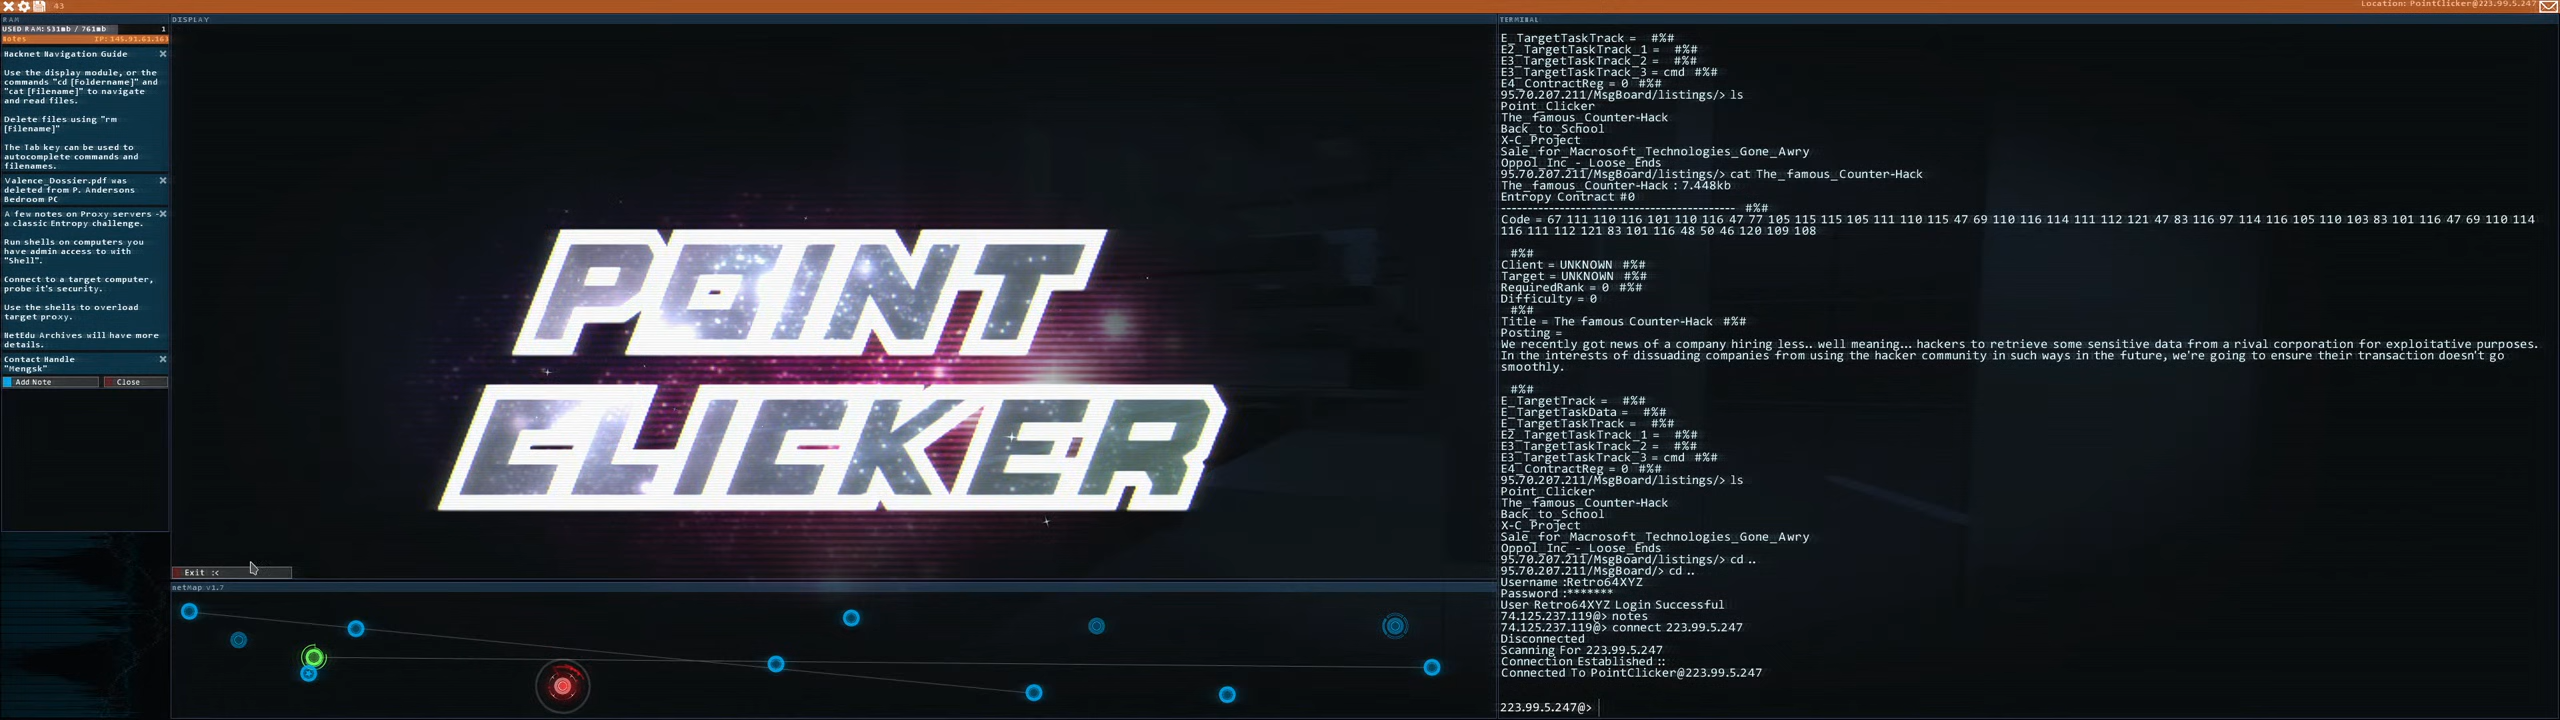 43
Location: PointClicker@223.99.5.247
RAM
USED RAM: 531mb / 761mb 1
notes IP:145.91.61.163
Hacknet Navigation Guide
Use the display module, or the
commands "cd [Foldername]" and
"cat [Filename]" to navigate
and read files.
Delete files using "rm
[Filename]"
The Tab key can be used to
autocomplete commands and
filenames.
Valence_Dossier.pdf was
deleted from P. Andersons
Bedroom PC
A few notes on Proxy servers -
a classic Entropy challenge.
Run shells on computers you
have admin access to with
"Shell".
Connect to a target computer,
probe it's security.
Use the shells to overload
target proxy.
NetEdu Archives will have more
details.
Contact Handle
"Mengsk"
Add Note Close
DISPLAY
POINT
CLICKER
Exit :<
netMap v1.7
TERMINAL
E_TargetTaskTrack =  #%#
E2_TargetTaskTrack_1 =  #%#
E3_TargetTaskTrack_2 =  #%#
E3_TargetTaskTrack_3 = cmd  #%#
E4_ContractReg = 0  #%#
95.70.207.211/MsgBoard/listings/> ls
Point_Clicker
The_famous_Counter-Hack
Back_to_School
X-C_Project
Sale_for_Macrosoft_Technologies_Gone_Awry
Oppol_Inc_-_Loose_Ends
95.70.207.211/MsgBoard/listings/> cat The_famous_Counter-Hack
The_famous_Counter-Hack : 7.448kb
Entropy Contract #0
-------------------------------------  #%#
Code = 67 111 110 116 101 110 116 47 77 105 115 115 105 111 110 115 47 69 110 116 114 111 112 121 47 83 116 97 114 116 105 110 103 83 101 116 47 69 110 114
116 111 112 121 83 101 116 48 50 46 120 109 108
#%#
Client = UNKNOWN  #%#
Target = UNKNOWN  #%#
RequiredRank = 0  #%#
Difficulty = 0
#%#
Title = The famous Counter-Hack  #%#
Posting =
We recently got news of a company hiring less.. well meaning... hackers to retrieve some sensitive data from a rival corporation for exploitative purposes.
In the interests of dissuading companies from using the hacker community in such ways in the future, we're going to ensure their transaction doesn't go
smoothly.
#%#
E_TargetTrack =  #%#
E_TargetTaskData =  #%#
E_TargetTaskTrack =  #%#
E2_TargetTaskTrack_1 =  #%#
E3_TargetTaskTrack_2 =  #%#
E3_TargetTaskTrack_3 = cmd  #%#
E4_ContractReg = 0  #%#
95.70.207.211/MsgBoard/listings/> ls
Point_Clicker
The_famous_Counter-Hack
Back_to_School
X-C_Project
Sale_for_Macrosoft_Technologies_Gone_Awry
Oppol_Inc_-_Loose_Ends
95.70.207.211/MsgBoard/listings/> cd ..
95.70.207.211/MsgBoard/> cd ..
Username :Retro64XYZ
Password :*******
User Retro64XYZ Login Successful
74.125.237.119@> notes
74.125.237.119@> connect 223.99.5.247
Disconnected
Scanning For 223.99.5.247
Connection Established ::
Connected To PointClicker@223.99.5.247
223.99.5.247@>